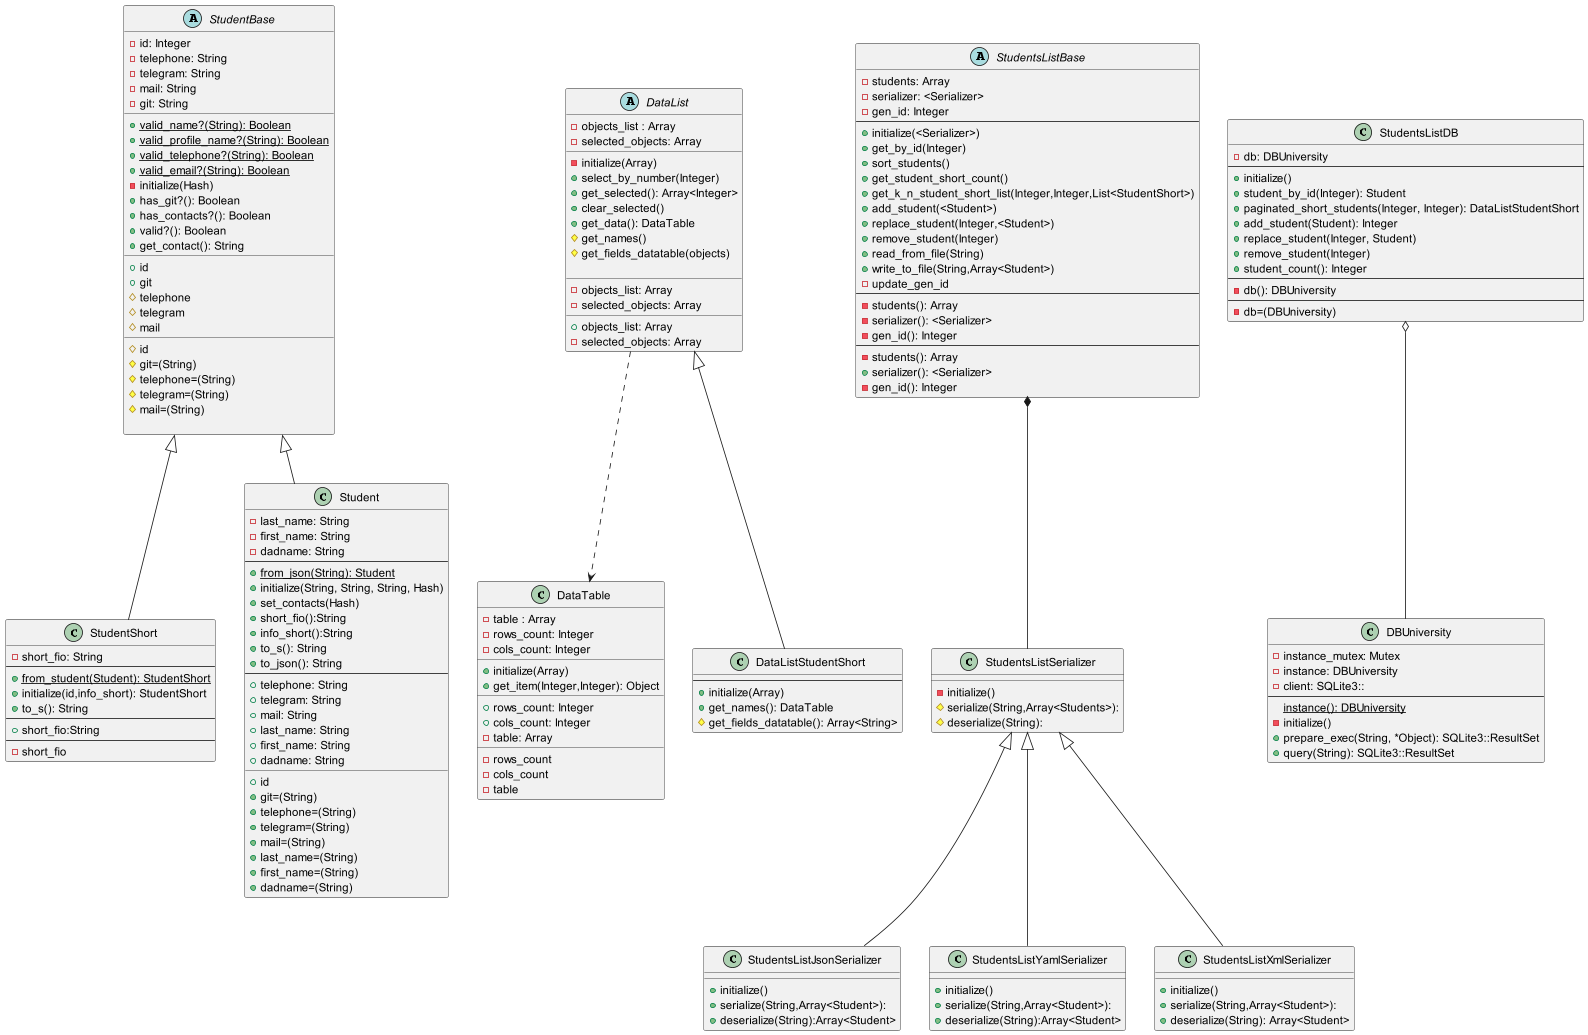 A StudentBase
id: Integer
telephone: String
telegram: String
mail: String
git: String
valid_name?(String): Boolean
valid_profile_name?(String): Boolean
valid_telephone?(String): Boolean
valid_email?(String): Boolean
initialize(Hash)
has_git?(): Boolean
has_contacts?(): Boolean
valid?(): Boolean
get_contact(): String
id
git
telephone
telegram
mail
id
git=(String)
telephone=(String)
telegram=(String)
mail=(String)
A DataList
objects_list : Array
selected_objects: Array
initialize(Array)
select_by_number(Integer)
get_selected(): Array<Integer>
clear_selected()
get_data(): DataTable
get_names()
get_fields_datatable(objects)
objects_list: Array
selected_objects: Array
objects_list: Array
selected_objects: Array
A StudentsListBase
students: Array
serializer: <Serializer>
gen_id: Integer
initialize(<Serializer>)
get_by_id(Integer)
sort_students()
get_student_short_count()
get_k_n_student_short_list(Integer,Integer,List<StudentShort>)
add_student(<Student>)
replace_student(Integer,<Student>)
remove_student(Integer)
read_from_file(String)
write_to_file(String,Array<Student>)
update_gen_id
students(): Array
serializer(): <Serializer>
gen_id(): Integer
students(): Array
serializer(): <Serializer>
gen_id(): Integer
C StudentsListDB
db: DBUniversity
initialize()
student_by_id(Integer): Student
paginated_short_students(Integer, Integer): DataListStudentShort
add_student(Student): Integer
replace_student(Integer, Student)
remove_student(Integer)
student_count(): Integer
db(): DBUniversity
db=(DBUniversity)
C StudentShort
short_fio: String
from_student(Student): StudentShort
initialize(id,info_short): StudentShort
to_s(): String
short_fio:String
short_fio
C Student
last_name: String
first_name: String
dadname: String
from_json(String): Student
initialize(String, String, String, Hash)
set_contacts(Hash)
short_fio():String
info_short():String
to_s(): String
to_json(): String
telephone: String
telegram: String
mail: String
last_name: String
first_name: String
dadname: String
id
git=(String)
telephone=(String)
telegram=(String)
mail=(String)
last_name=(String)
first_name=(String)
dadname=(String)
C DataTable
table : Array
rows_count: Integer
cols_count: Integer
initialize(Array)
get_item(Integer,Integer): Object
rows_count: Integer
cols_count: Integer
table: Array
rows_count
cols_count
table
C DataListStudentShort
initialize(Array)
get_names(): DataTable
get_fields_datatable(): Array<String>
C StudentsListSerializer
initialize()
serialize(String,Array<Students>):
deserialize(String):
C DBUniversity
instance_mutex: Mutex
instance: DBUniversity
client: SQLite3::
instance(): DBUniversity
initialize()
prepare_exec(String, *Object): SQLite3::ResultSet
query(String): SQLite3::ResultSet
C StudentsListJsonSerializer
initialize()
serialize(String,Array<Student>):
deserialize(String):Array<Student>
C StudentsListYamlSerializer
initialize()
serialize(String,Array<Student>):
deserialize(String):Array<Student>
C StudentsListXmlSerializer
initialize()
serialize(String,Array<Student>):
deserialize(String): Array<Student>